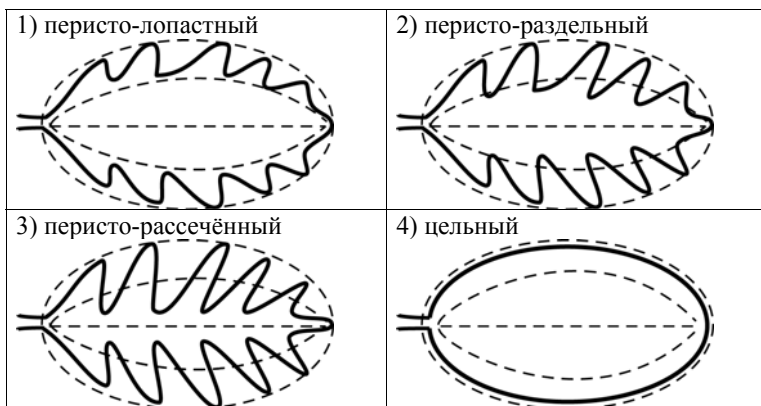 1) перисто-лопастный
2) перисто-раздельный
3) перисто-рассечённый
4) цельный